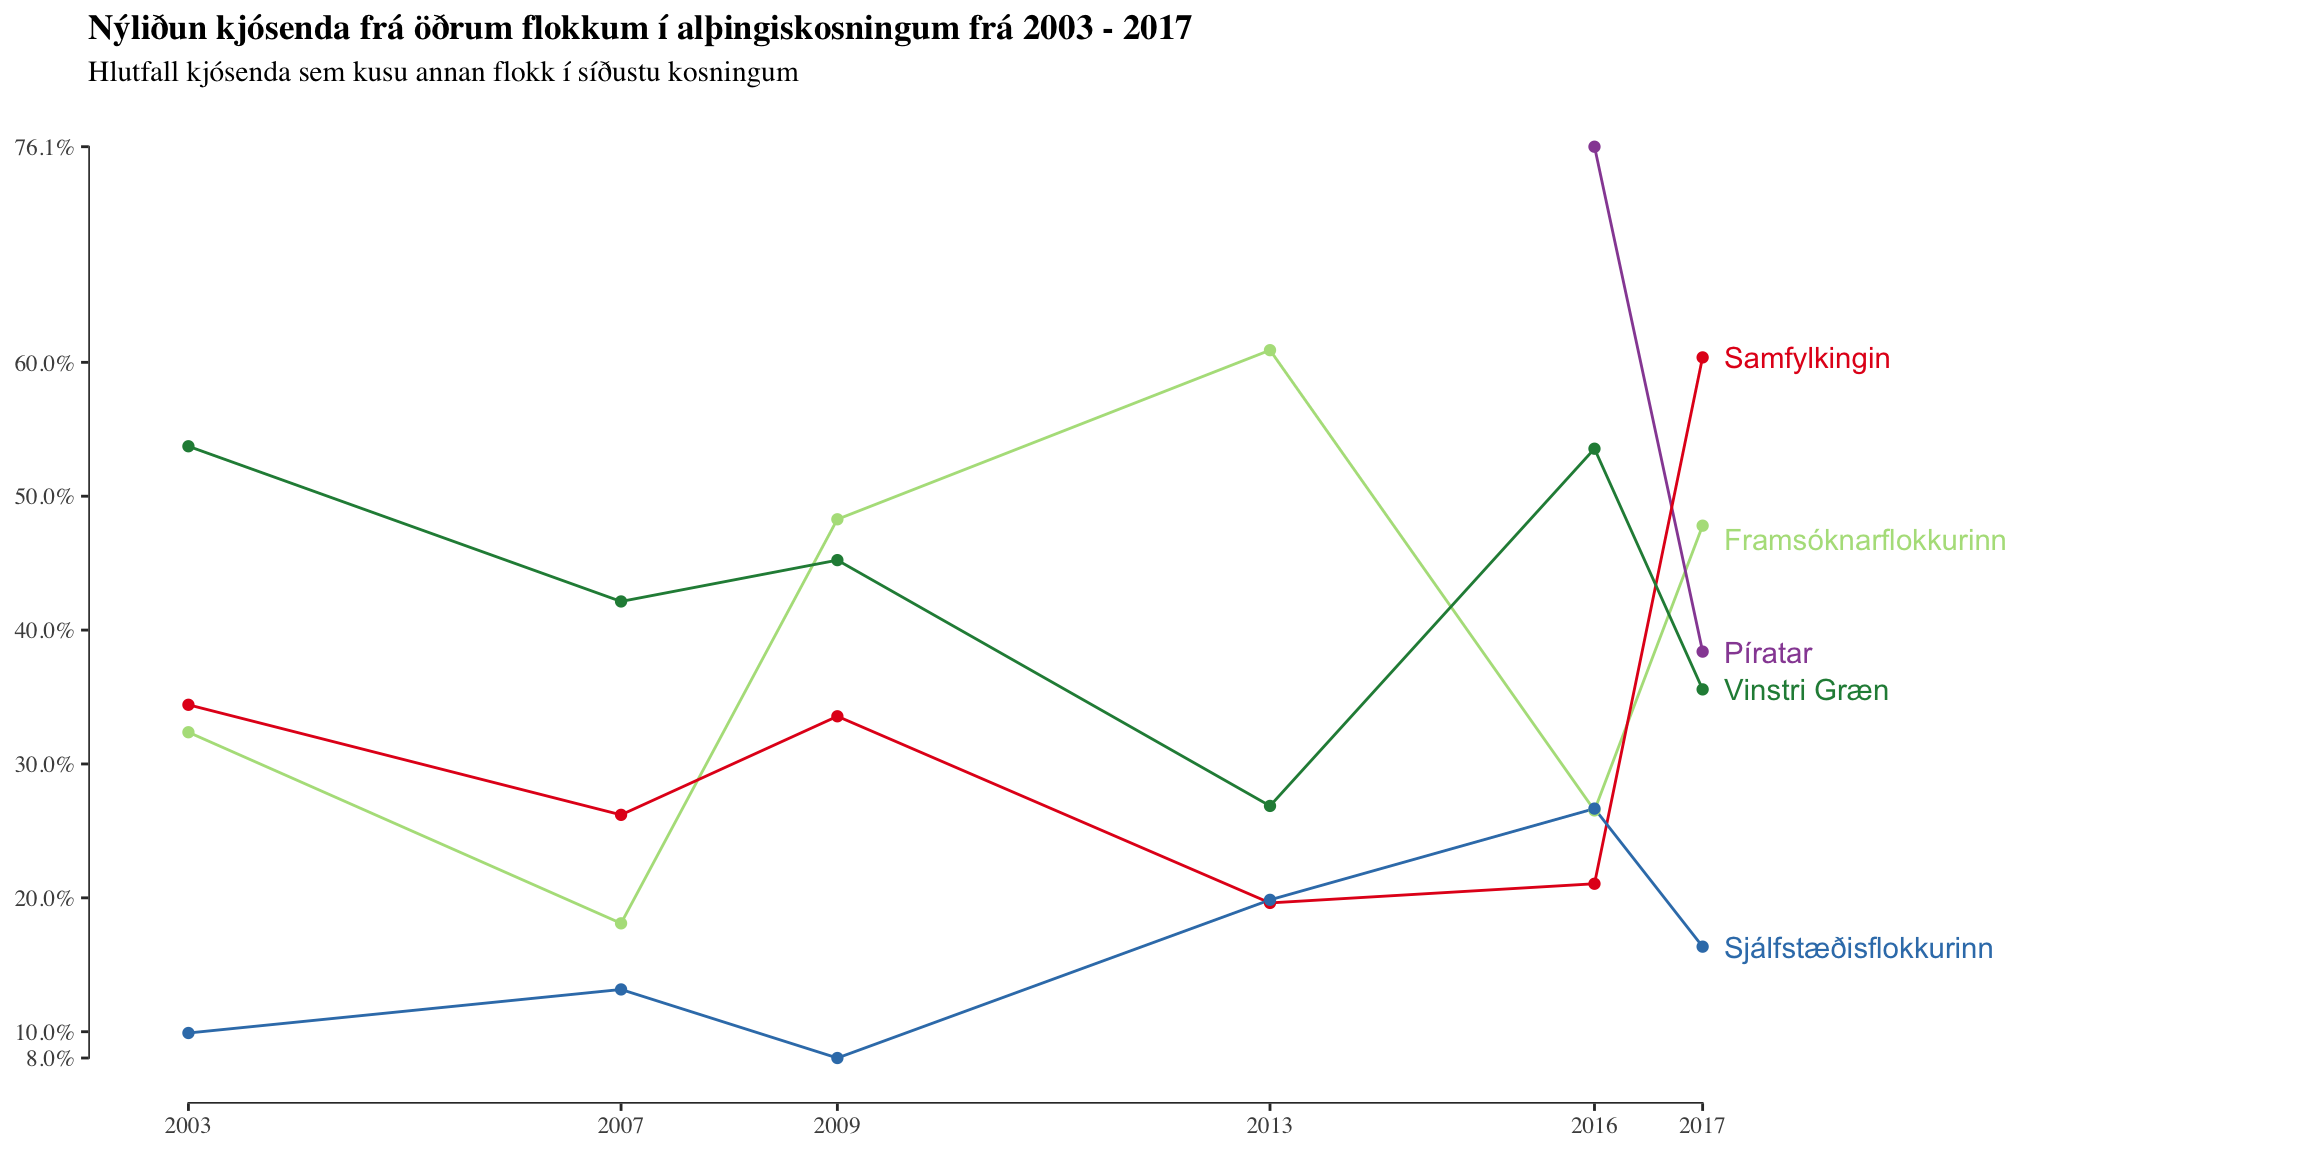 Nýliðun kjósenda frá öðrum flokkum í alþingiskosningum frá 2003 - 2017
Hlutfall kjósenda sem kusu annan flokk í síðustu kosningum
76.1%
60.0%
50.0%
40.0%
30.0%
20.0%
10.0%
8.0%
Samfylkingin
Framsóknarflokkurinn
Píratar
Vinstri Græn
Sjálfstæðisflokkurinn
2003 2007 2009 2013 2016 2017